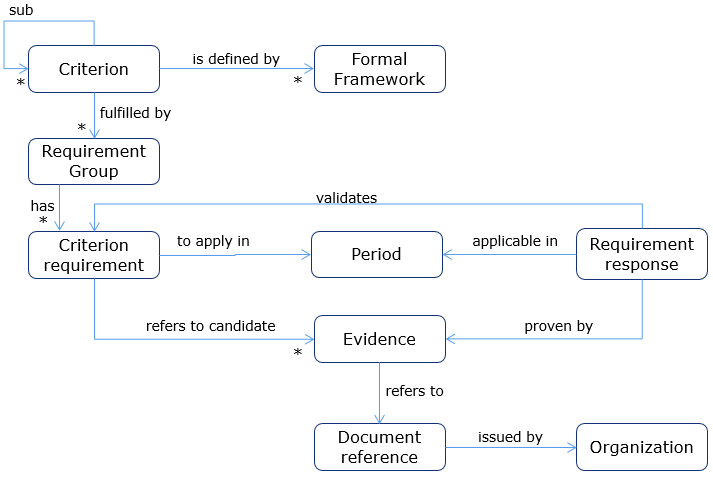 sub
Criterion
*
is defined by
*
Formal
Framework
fulfilled by
*
Requirement
Group
has
*
validates
Criterion
requirement
to apply in
Period
applicable in
Requirement
response
refers to candidate
*
Evidence
proven by
refers to
Document
reference
issued by
Organization